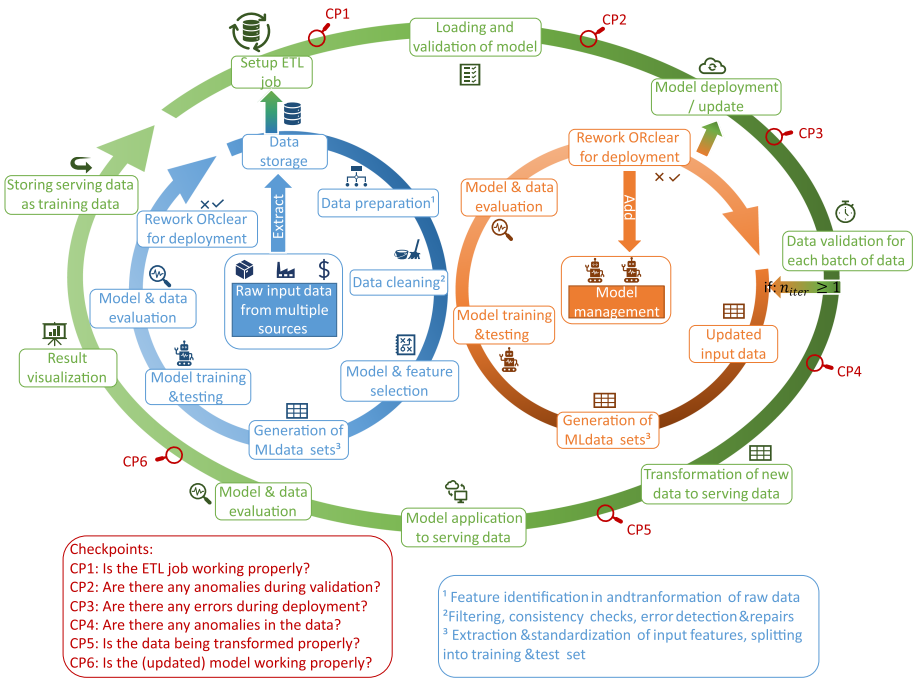 CP1
Loading and
validation of model
CP2
Setup ETL
job
Model deployment
/ update
CP3
Data
storage
Rework ORclear
for deployment
Storing serving data
as training data
Model & data
evaluation
Data preparation¹
Extract
Add
Rework ORclear
for deployment
Data validation for
each batch of data
Data cleaning²
Raw input data
from multiple
sources
Model
management
if: n_iter ≥ 1
Model & data
evaluation
Model training
&testing
Updated
input data
Result
visualization
Model training
&testing
Model & feature
selection
CP4
Generation of
MLdata sets³
Generation of
MLdata sets³
CP6
Transformation of new
data to serving data
Model & data
evaluation
Model application
to serving data
CP5
Checkpoints:
CP1: Is the ETL job working properly?
CP2: Are there any anomalies during validation?
CP3: Are there any errors during deployment?
CP4: Are there any anomalies in the data?
CP5: Is the data being transformed properly?
CP6: Is the (updated) model working properly?
¹ Feature identification in andtranformation of raw data
²Filtering, consistency checks, error detection&repairs
³ Extraction &standardization of input features, splitting
into training &test set